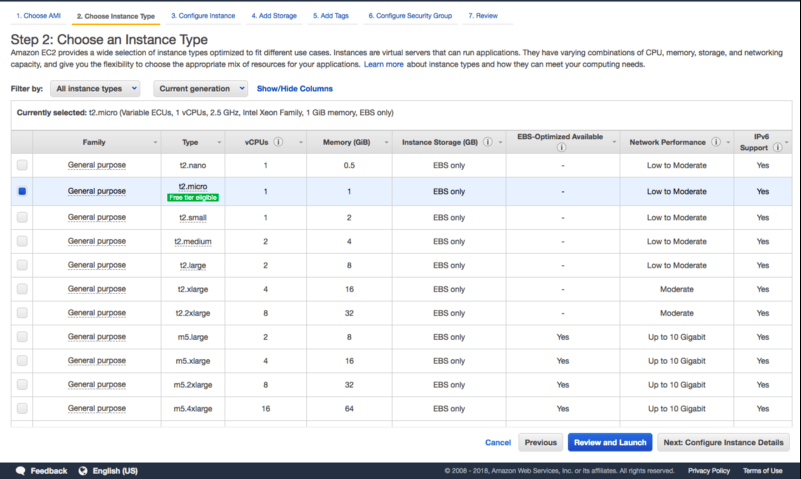 1. Choose AMI 2. Choose Instance Type 3. Configure Instance 4. Add Storage 5. Add Tags 6. Configure Security Group 7. Review
Step 2: Choose an Instance Type
Amazon EC2 provides a wide selection of instance types optimized to fit different use cases. Instances are virtual servers that can run applications. They have varying combinations of CPU, memory, storage, and networking
capacity, and give you the flexibility to choose the appropriate mix of resources for your applications. Learn more about instance types and how they can meet your computing needs.
Filter by: All instance types Current generation Show/Hide Columns
Currently selected: t2.micro (Variable ECUs, 1 vCPUs, 2.5 GHz, Intel Xeon Family, 1 GiB memory, EBS only)
Family Type vCPUs Memory (GiB) Instance Storage (GB) EBS-Optimized Available Network Performance IPv6 Support
General purpose t2.nano 1 0.5 EBS only - Low to Moderate Yes
General purpose t2.micro 1 1 EBS only - Low to Moderate Yes
Free tier eligible
General purpose t2.small 1 2 EBS only - Low to Moderate Yes
General purpose t2.medium 2 4 EBS only - Low to Moderate Yes
General purpose t2.large 2 8 EBS only - Low to Moderate Yes
General purpose t2.xlarge 4 16 EBS only - Moderate Yes
General purpose t2.2xlarge 8 32 EBS only - Moderate Yes
General purpose m5.large 2 8 EBS only Yes Up to 10 Gigabit Yes
General purpose m5.xlarge 4 16 EBS only Yes Up to 10 Gigabit Yes
General purpose m5.2xlarge 8 32 EBS only Yes Up to 10 Gigabit Yes
General purpose m5.4xlarge 16 64 EBS only Yes Up to 10 Gigabit Yes
Cancel Previous Review and Launch Next: Configure Instance Details
Feedback English (US) © 2008 - 2018, Amazon Web Services, Inc. or its affiliates. All rights reserved. Privacy Policy Terms of Use